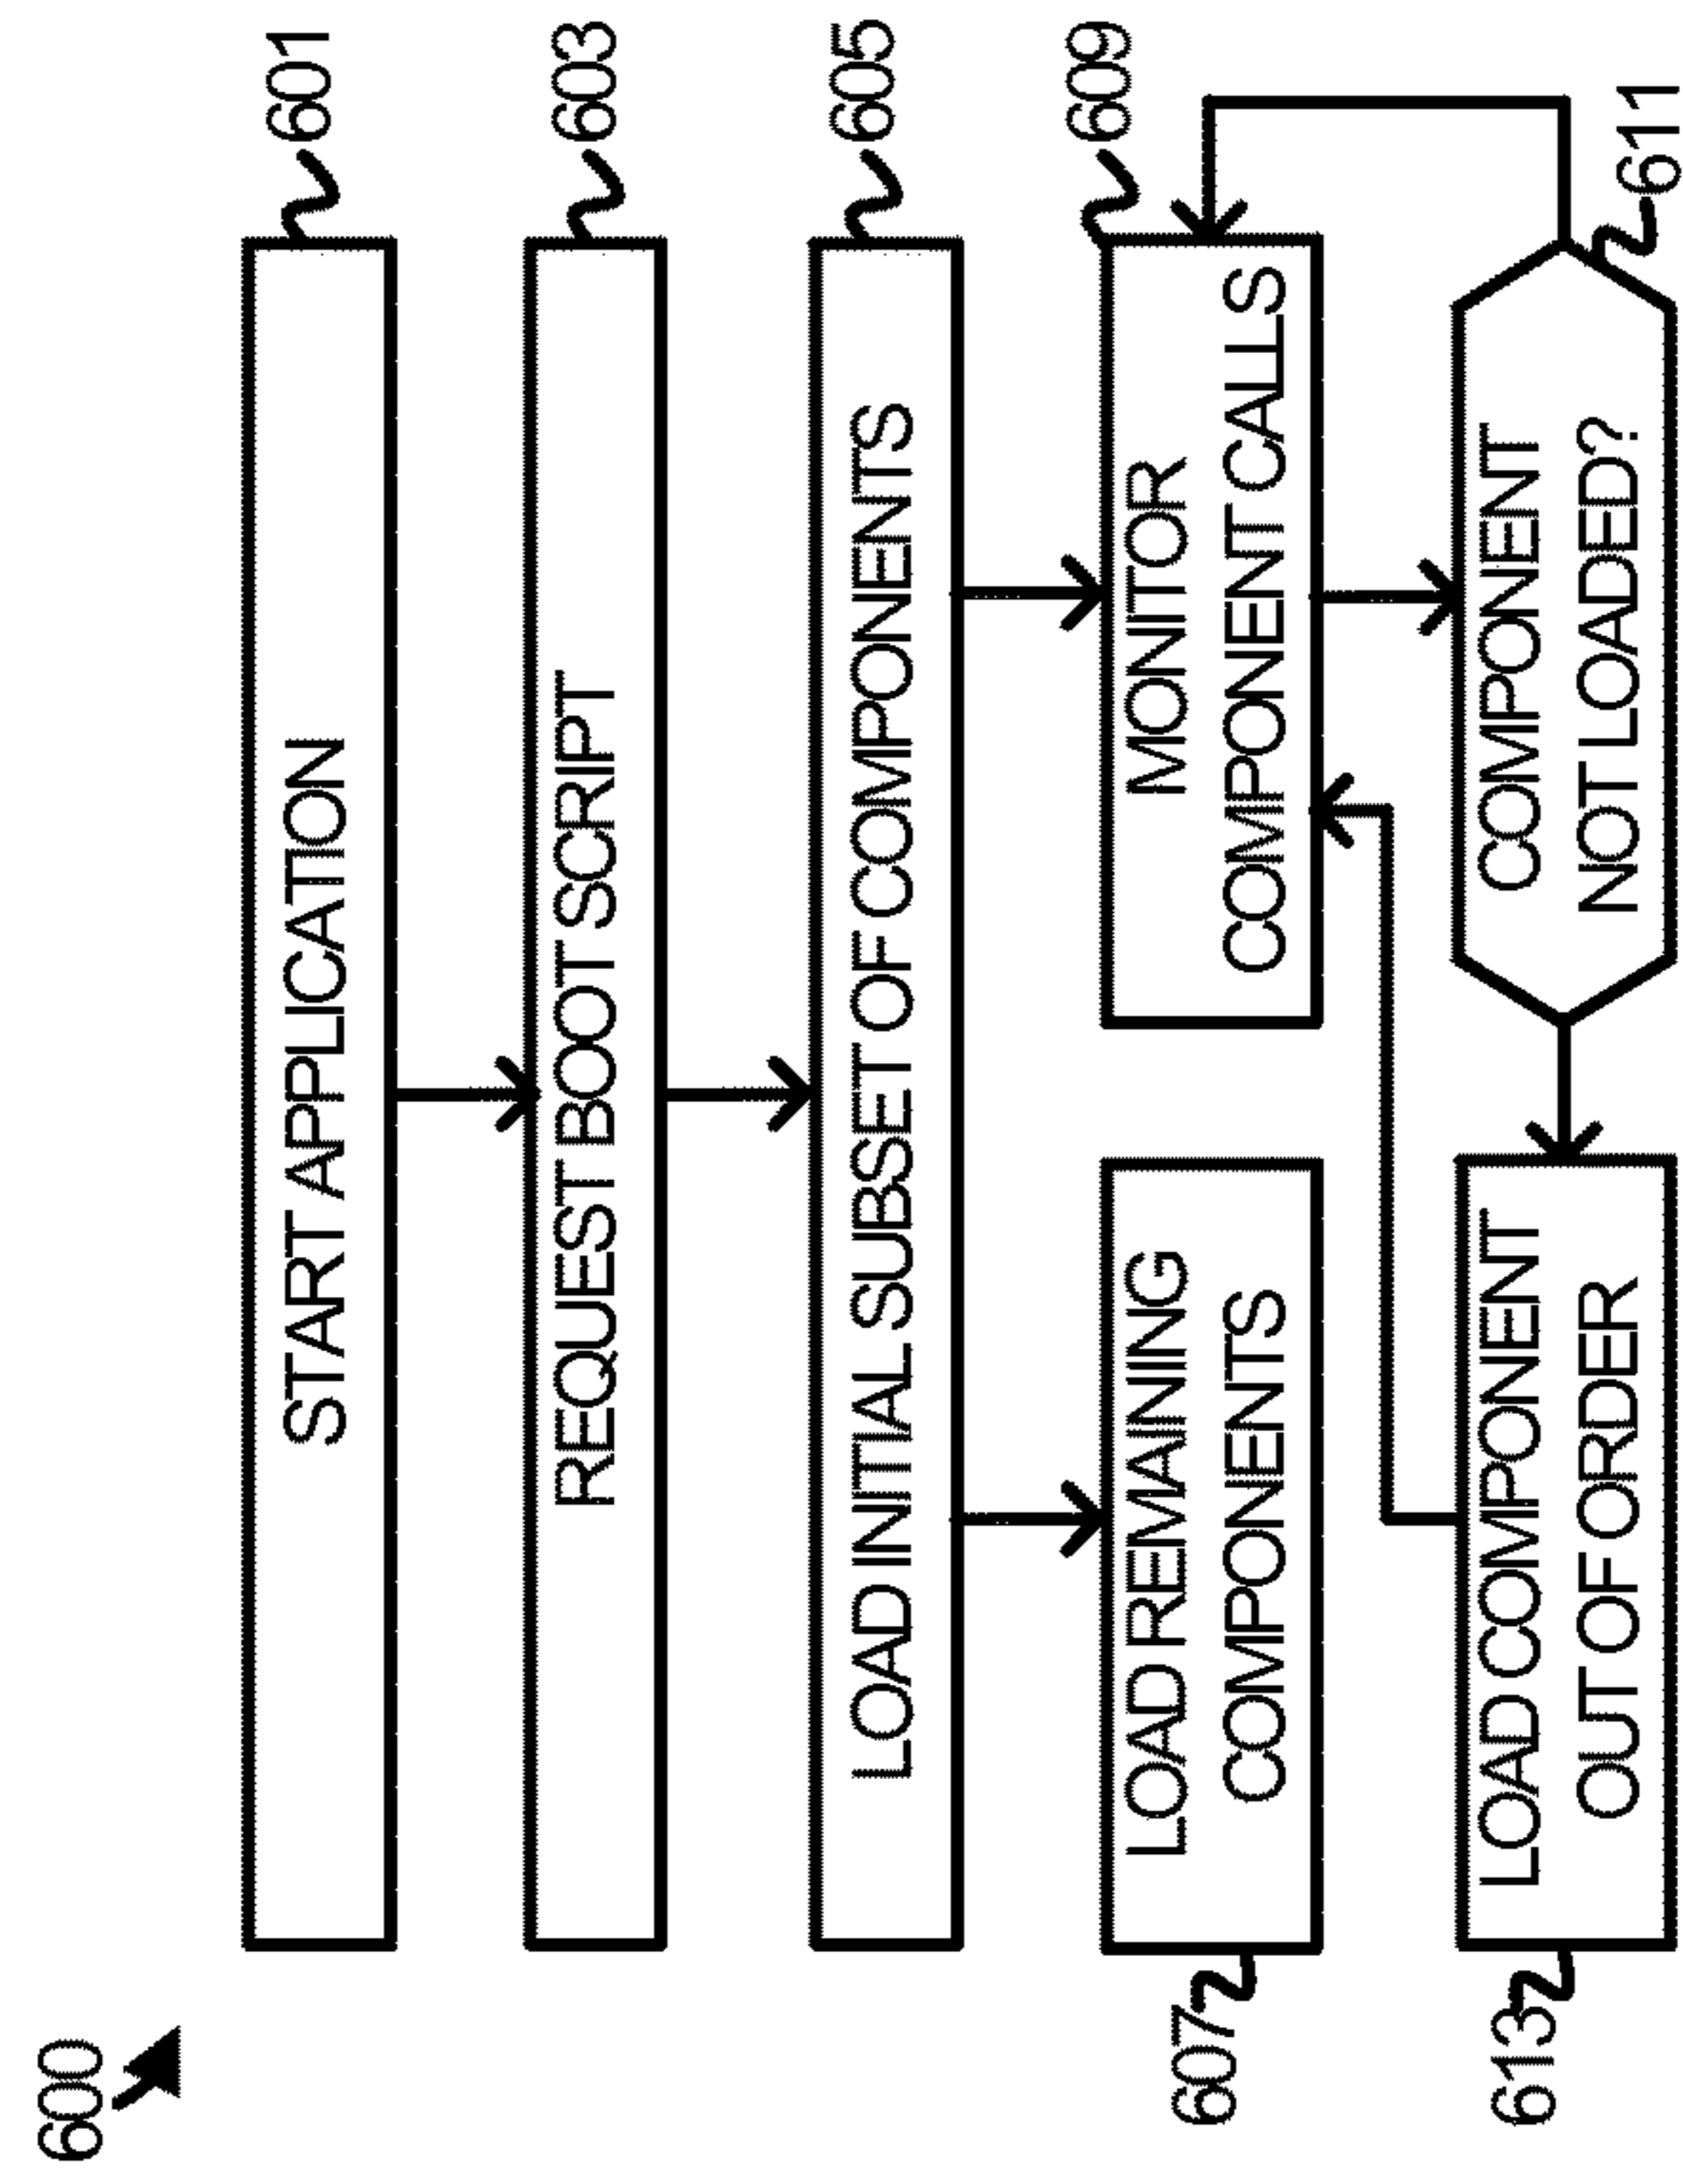 600
START APPLICATION
601
REQUEST BOOT SCRIPT
603
LOAD INITIAL SUBSET OF COMPONENTS
605
607
LOAD REMAINING
COMPONENTS
MONITOR
COMPONENT CALLS
609
613
LOAD COMPONENT
OUT OF ORDER
COMPONENT
NOT LOADED?
611